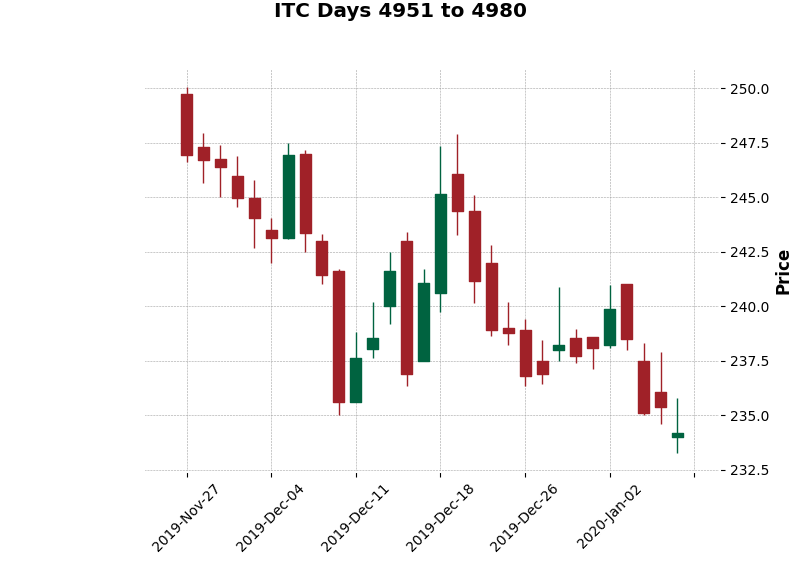 ITC Days 4951 to 4980
250.0
247.5
245.0
242.5
240.0
237.5
235.0
232.5
Price
2019-Nov-27
2019-Dec-04
2019-Dec-11
2019-Dec-18
2019-Dec-26
2020-Jan-02